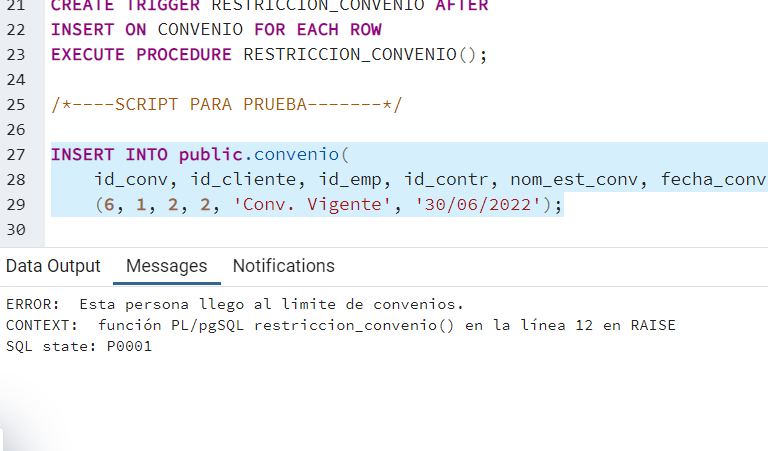 21 CREATE TRIGGER RESTRICCION_CONVENIO AFTER
22 INSERT ON CONVENIO FOR EACH ROW
23 EXECUTE PROCEDURE RESTRICCION_CONVENIO();
24
25 /*----SCRIPT PARA PRUEBA-------*/
26
27 INSERT INTO public.convenio(
28 id_conv, id_cliente, id_emp, id_contr, nom_est_conv, fecha_conv
29 (6, 1, 2, 2, 'Conv. Vigente', '30/06/2022');
30
Data Output Messages Notifications
ERROR: Esta persona llego al limite de convenios.
CONTEXT: función PL/pgSQL restriccion_convenio() en la línea 12 en RAISE
SQL state: P0001